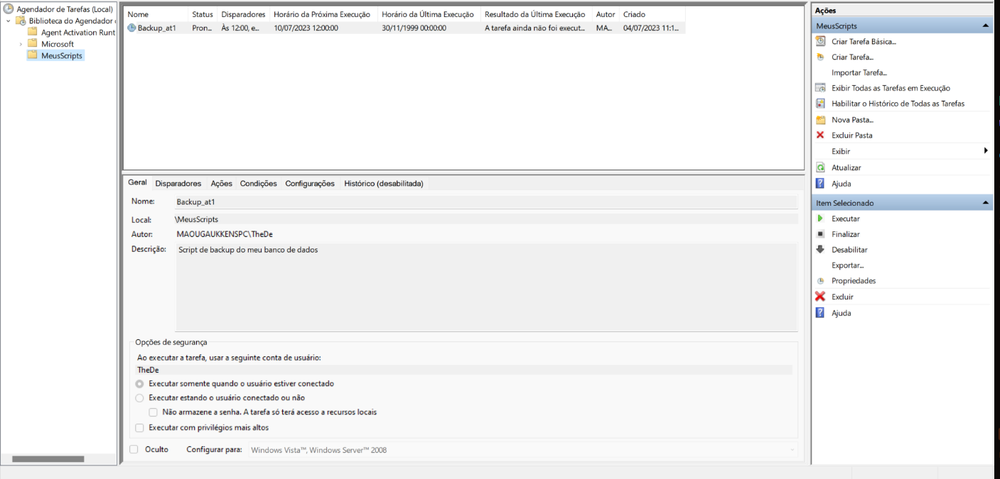 Agendador de Tarefas (Local)
Biblioteca do Agendador
Agent Activation Runt
Microsoft
MeusScripts
Nome Status Disparadores Horário da Próxima Execução Horário da Última Execução Resultado da Última Execução Autor Criado
Backup_at1 Pron... Às 12:00, e... 10/07/2023 12:00:00 30/11/1999 00:00:00 A tarefa ainda não foi execut... MA... 04/07/2023 11:1...
Geral Disparadores Ações Condições Configurações Histórico (desabilitada)
Nome: Backup_at1
Local: \MeusScripts
Autor: MAOUGAUKKENSPC\TheDe
Descrição: Script de backup do meu banco de dados
Opções de segurança
Ao executar a tarefa, usar a seguinte conta de usuário:
TheDe
Executar somente quando o usuário estiver conectado
Executar estando o usuário conectado ou não
Não armazene a senha. A tarefa só terá acesso a recursos locais
Executar com privilégios mais altos
Oculto Configurar para: Windows Vista™, Windows Server™ 2008
Ações
MeusScripts
Criar Tarefa Básica...
Criar Tarefa...
Importar Tarefa...
Exibir Todas as Tarefas em Execução
Habilitar o Histórico de Todas as Tarefas
Nova Pasta...
Excluir Pasta
Exibir
Atualizar
Ajuda
Item Selecionado
Executar
Finalizar
Desabilitar
Exportar...
Propriedades
Excluir
Ajuda